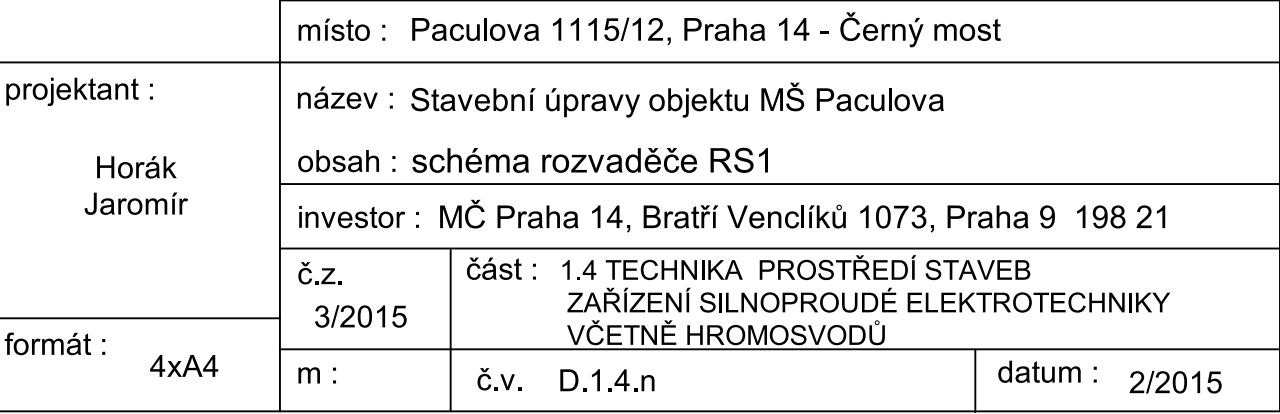 místo : Paculova 1115/12, Praha 14 - Černý most
projektant :
Horák
Jaromír
název : Stavební úpravy objektu MŠ Paculova
obsah : schéma rozvaděče RS1
investor : MČ Praha 14, Bratří Venclíků 1073, Praha 9 198 21
č.z.
3/2015
část : 1.4 TECHNIKA PROSTŘEDÍ STAVEB
ZAŘÍZENÍ SILNOPROUDÉ ELEKTROTECHNIKY
VČETNĚ HROMOSVODŮ
formát :
4xA4
m :
č.v. D.1.4.n
datum : 2/2015